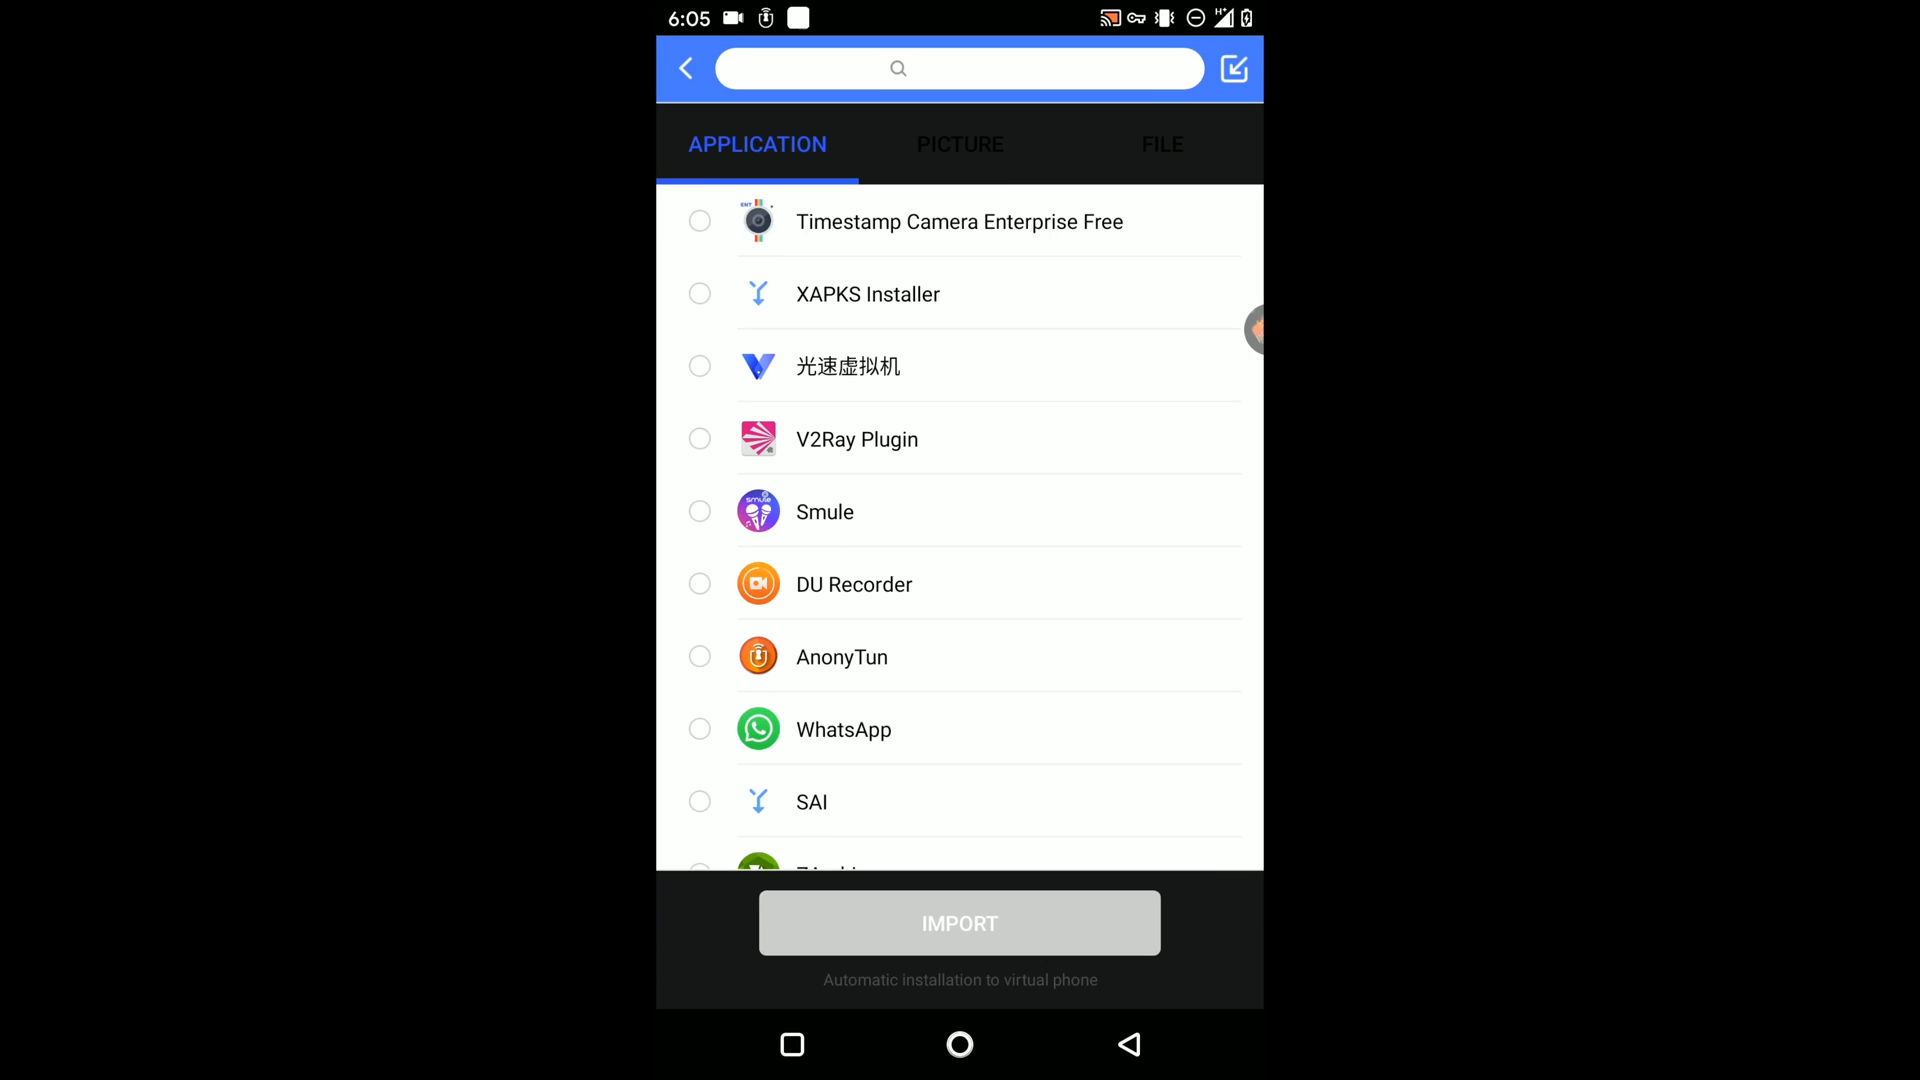 6:05
H+
APPLICATION
PICTURE
FILE
Timestamp Camera Enterprise Free
XAPKS Installer
光速虚拟机
V2Ray Plugin
Smule
DU Recorder
AnonyTun
WhatsApp
SAI
IMPORT
Automatic installation to virtual phone